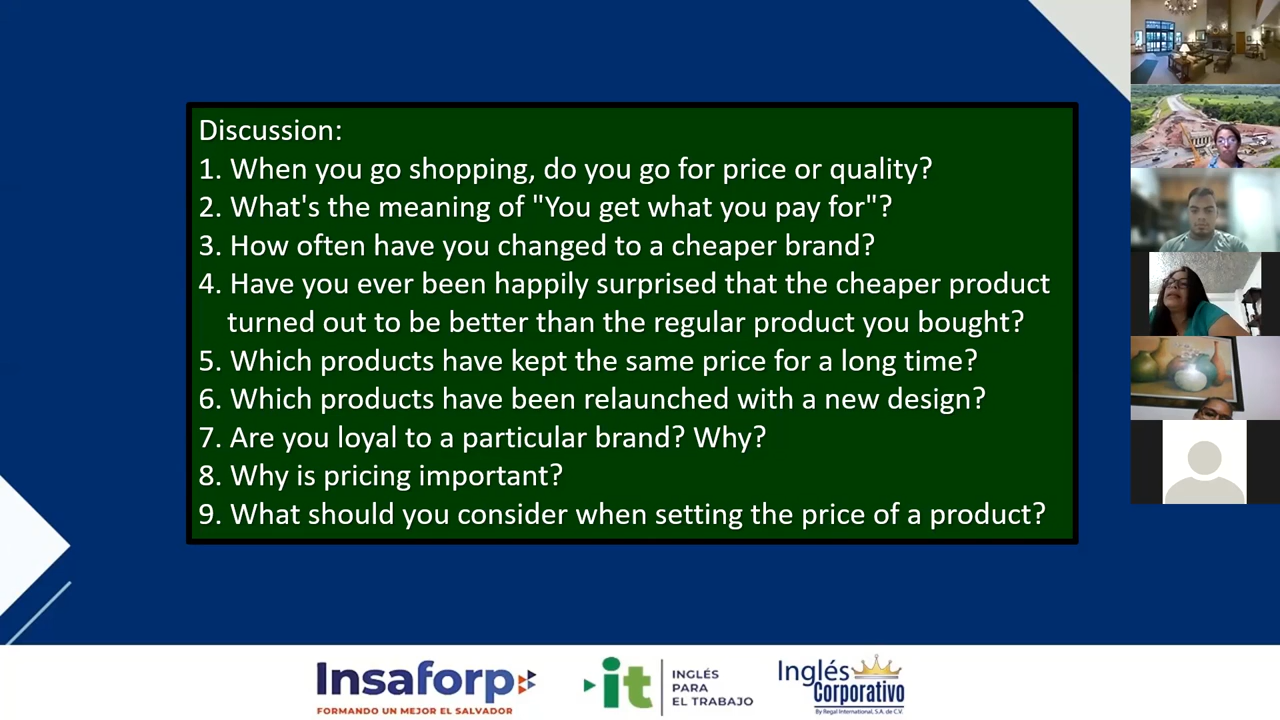 Discussion:
1. When you go shopping, do you go for price or quality?
2. What's the meaning of "You get what you pay for"?
3. How often have you changed to a cheaper brand?
4. Have you ever been happily surprised that the cheaper product
turned out to be better than the regular product you bought?
5. Which products have kept the same price for a long time?
6. Which products have been relaunched with a new design?
7. Are you loyal to a particular brand? Why?
8. Why is pricing important?
9. What should you consider when setting the price of a product?
Insaforp
FORMANDO UN MEJOR EL SALVADOR
it
INGLÉS
PARA
EL TRABAJO
Inglés
Corporativo
By Regal International, S.A. de C.V.